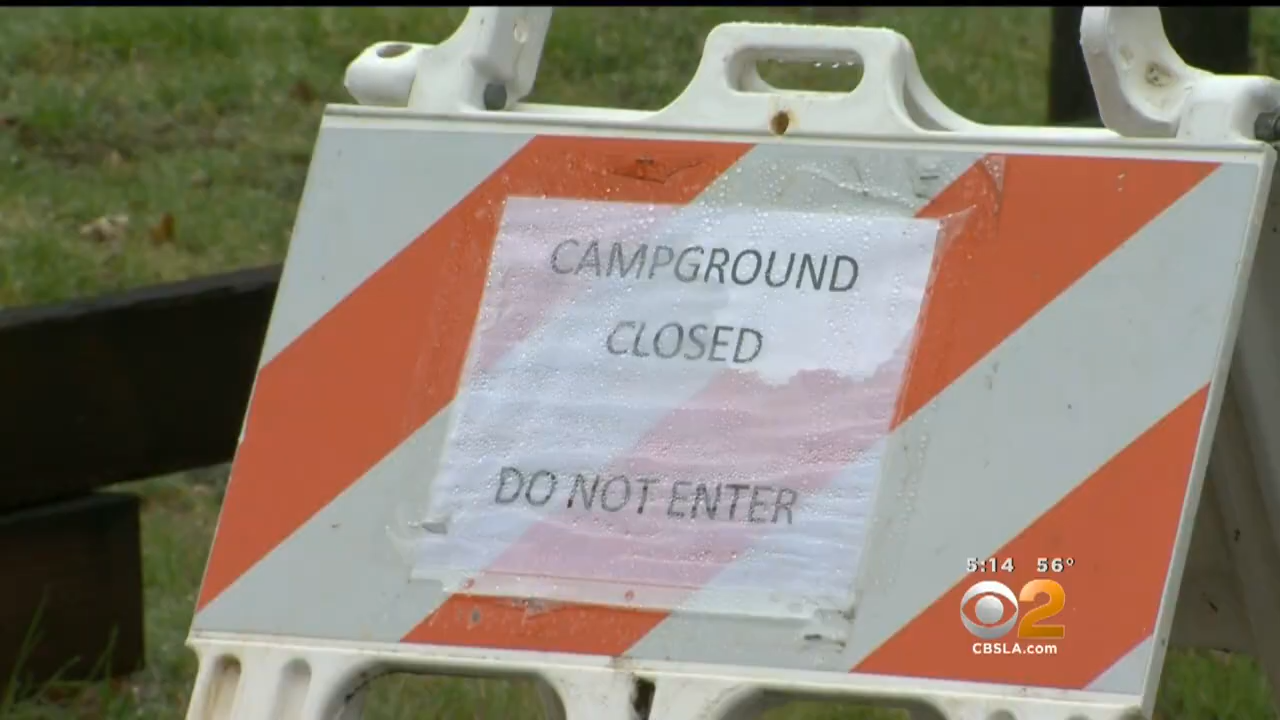 CAMPGROUND
CLOSED
DO NOT ENTER
5:14 56°
2
CBSLA.com